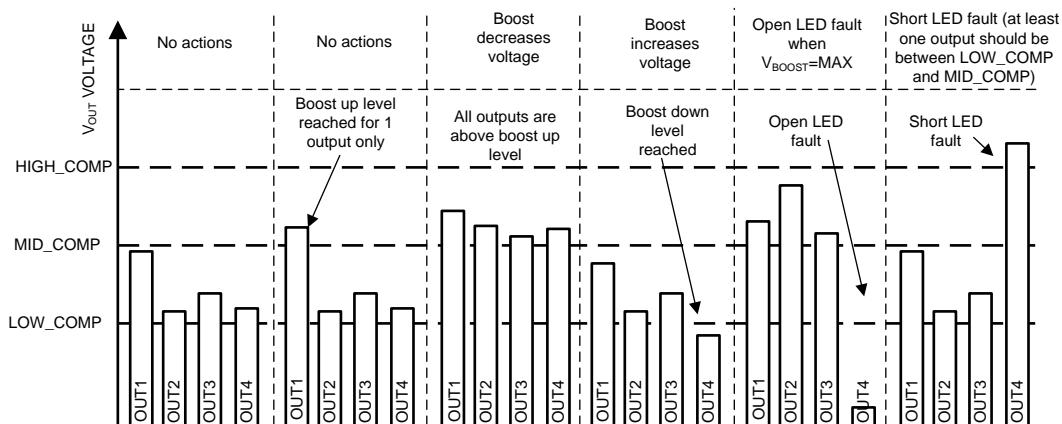 VOUT VOLTAGE
No actions
No actions
Boost
decreases
voltage
Boost
increases
voltage
Open LED fault
when
VBOOST=MAX
Short LED fault (at least
one output should be
between LOW_COMP
and MID_COMP)
Boost up level
reached for 1
output only
All outputs are
above boost up
level
Boost down
level
reached
Open LED
fault
Short LED
fault
HIGH_COMP
MID_COMP
LOW_COMP
OUT1
OUT2
OUT3
OUT4
OUT1
OUT2
OUT3
OUT4
OUT1
OUT2
OUT3
OUT4
OUT1
OUT2
OUT3
OUT4
OUT1
OUT2
OUT3
OUT4
OUT1
OUT2
OUT3
OUT4